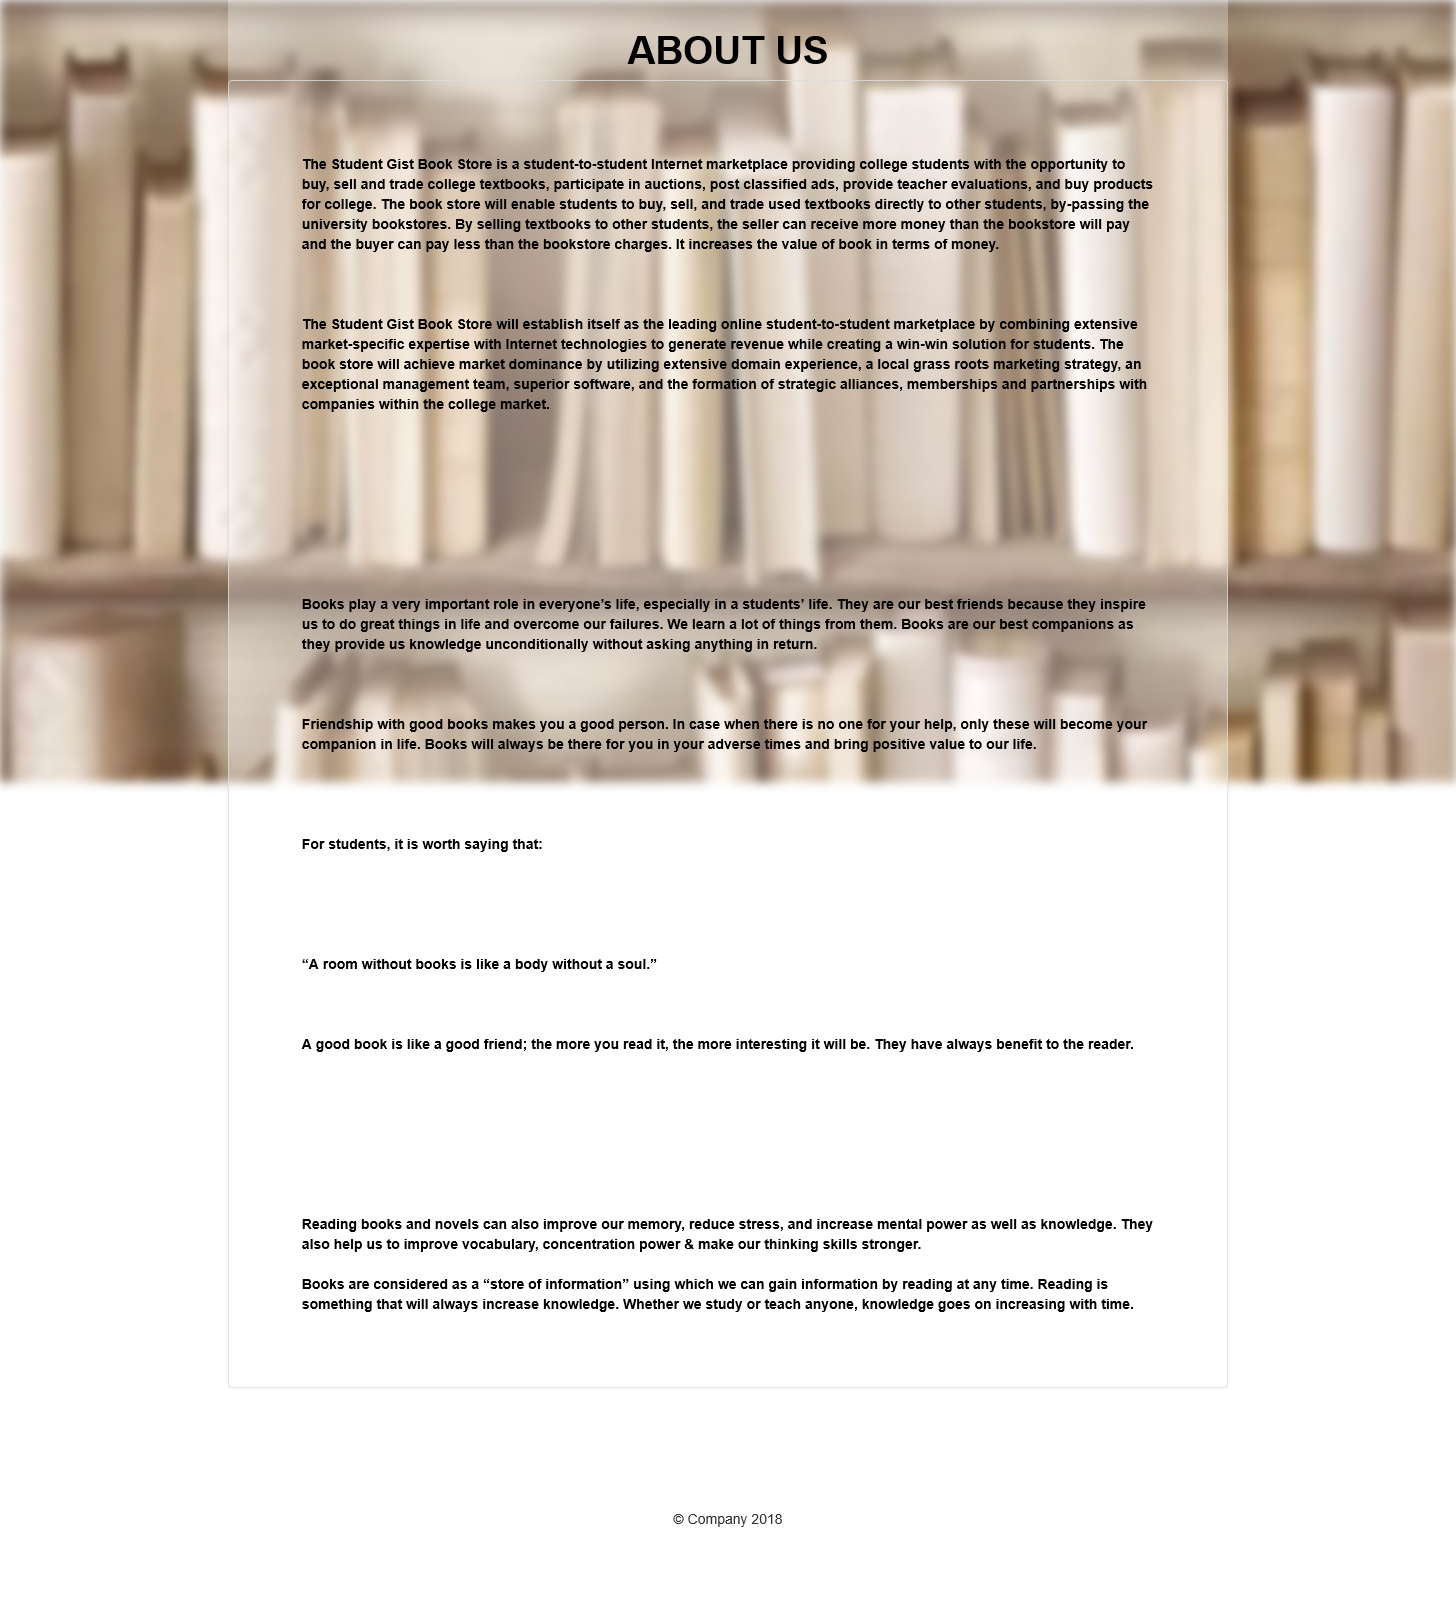 ABOUT US
The Student Gist Book Store is a student-to-student Internet marketplace providing college students with the opportunity to
buy, sell and trade college textbooks, participate in auctions, post classified ads, provide teacher evaluations, and buy products
for college. The book store will enable students to buy, sell, and trade used textbooks directly to other students, by-passing the
university bookstores. By selling textbooks to other students, the seller can receive more money than the bookstore will pay
and the buyer can pay less than the bookstore charges. It increases the value of book in terms of money.
The Student Gist Book Store will establish itself as the leading online student-to-student marketplace by combining extensive
market-specific expertise with Internet technologies to generate revenue while creating a win-win solution for students. The
book store will achieve market dominance by utilizing extensive domain experience, a local grass roots marketing strategy, an
exceptional management team, superior software, and the formation of strategic alliances, memberships and partnerships with
companies within the college market.
Books play a very important role in everyone’s life, especially in a students’ life. They are our best friends because they inspire
us to do great things in life and overcome our failures. We learn a lot of things from them. Books are our best companions as
they provide us knowledge unconditionally without asking anything in return.
Friendship with good books makes you a good person. In case when there is no one for your help, only these will become your
companion in life. Books will always be there for you in your adverse times and bring positive value to our life.
For students, it is worth saying that:
“A room without books is like a body without a soul.”
A good book is like a good friend; the more you read it, the more interesting it will be. They have always benefit to the reader.
Reading books and novels can also improve our memory, reduce stress, and increase mental power as well as knowledge. They
also help us to improve vocabulary, concentration power & make our thinking skills stronger.
Books are considered as a “store of information” using which we can gain information by reading at any time. Reading is
something that will always increase knowledge. Whether we study or teach anyone, knowledge goes on increasing with time.
© Company 2018